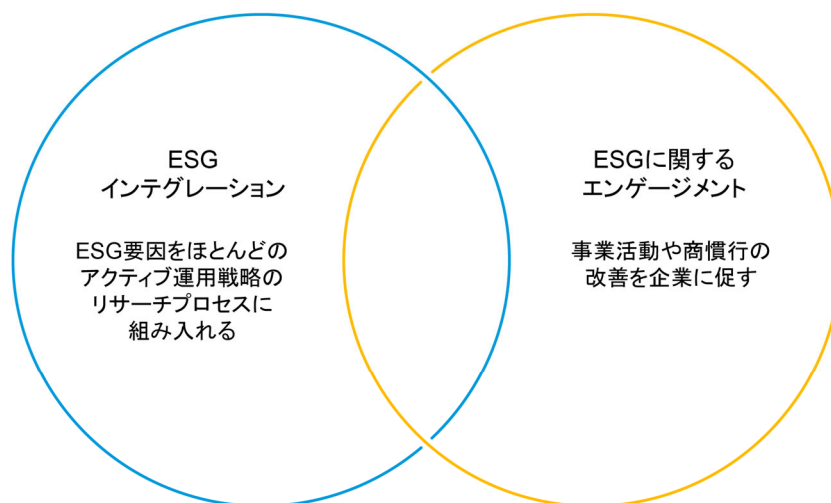 ESG
インテグレーション
ESG要因をほとんどの
アクティブ運用戦略の
リサーチプロセスに
組み入れる
ESGに関する
エンゲージメント
事業活動や商慣行の
改善を企業に促す